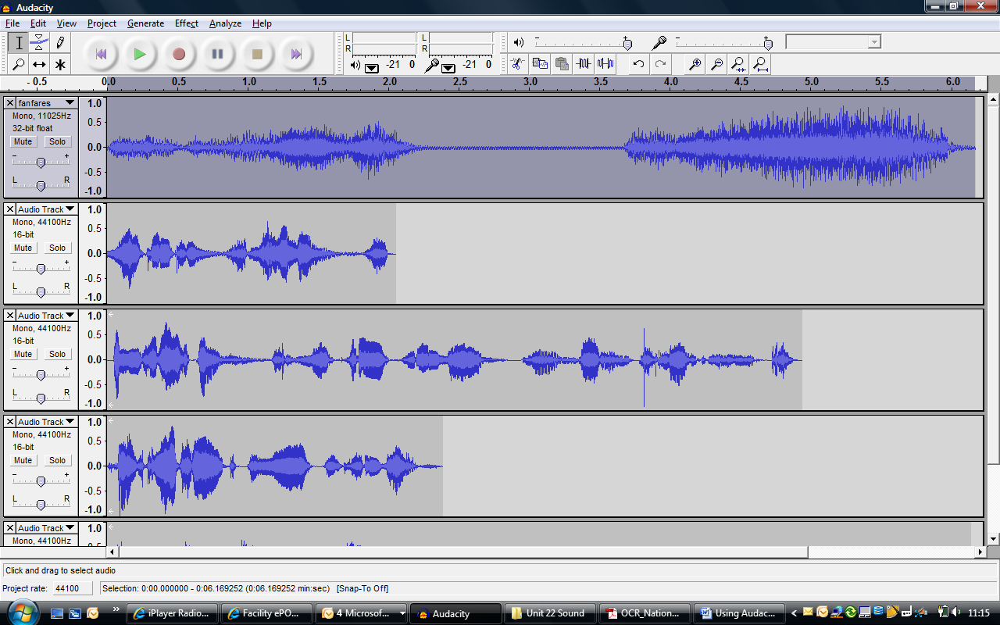 Audacity
File Edit View Project Generate Effect Analyze Help
L L
R R
-21 0 -21 0
- + - +
- 0.5 0.0 0.5 1.0 1.5 2.0 2.5 3.0 3.5 4.0 4.5 5.0 5.5 6.0
X fanfares 1.0
Mono, 11025Hz
32-bit float 0.5
Mute Solo 0.0
- +
-0.5
L R
-1.0
X Audio Track 1.0
Mono, 44100Hz
16-bit 0.5
Mute Solo 0.0
- +
-0.5
L R
-1.0
X Audio Track 1.0
Mono, 44100Hz
16-bit 0.5
Mute Solo 0.0
- +
-0.5
L R
-1.0
X Audio Track 1.0
Mono, 44100Hz
16-bit 0.5
Mute Solo 0.0
- +
-0.5
L R
-1.0
X Audio Track 1.0
Mono, 44100Hz
Click and drag to select audio
Project rate: 44100 Selection: 0:00.000000 - 0:06.169252 (0:06.169252 min:sec) [Snap-To Off]
» iPlayer Radio... Facility ePO... 4 Microsof... Audacity Unit 22 Sound OCR_Nation... Using Audac... 11:15